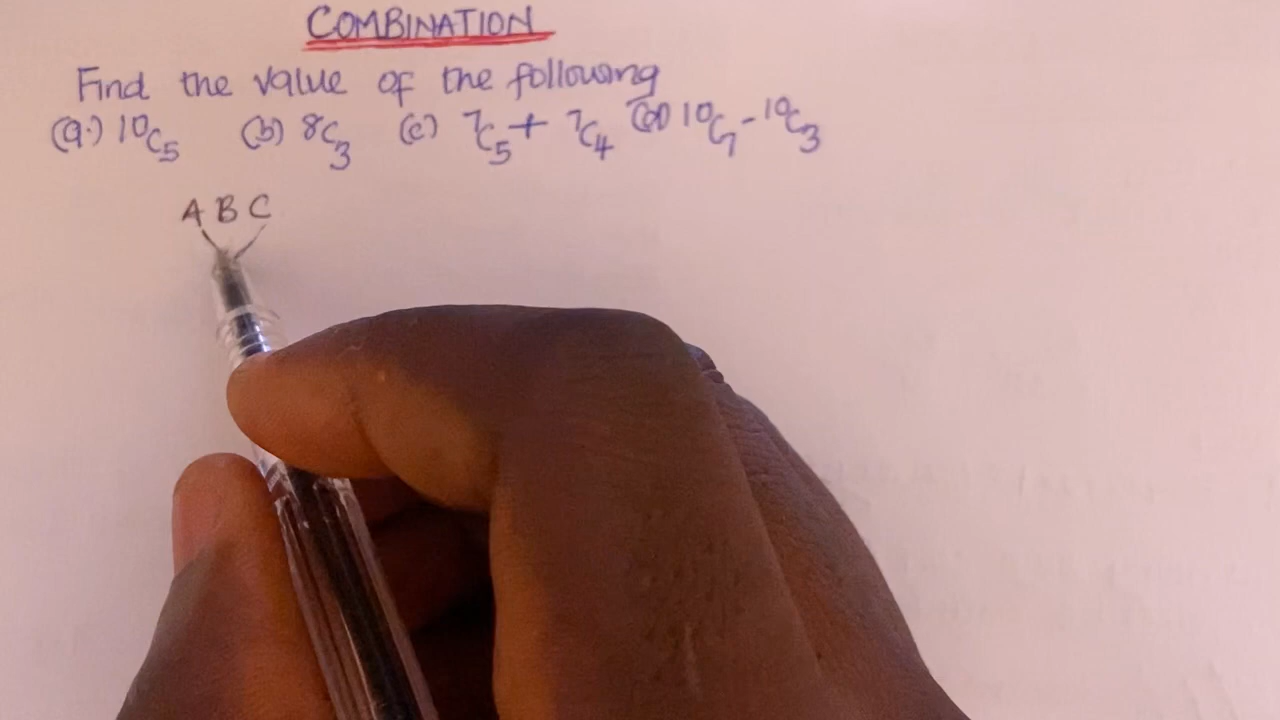 COMBINATION
Find the value of the following
(a.) ¹⁰C₅ (b) ⁸C₃ (c) ⁷C₅ + ⁷C₄ (d) ¹⁰C₇ - ¹⁰C₃
A B C